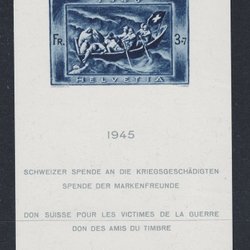 FR. 3.-
HELVETIA
1945
SCHWEIZER SPENDE AN DIE KRIEGSGESCHÄDIGTEN
SPENDE DER MARKENFREUNDE
DON SUISSE POUR LES VICTIMES DE LA GUERRE
DON DES AMIS DU TIMBRE